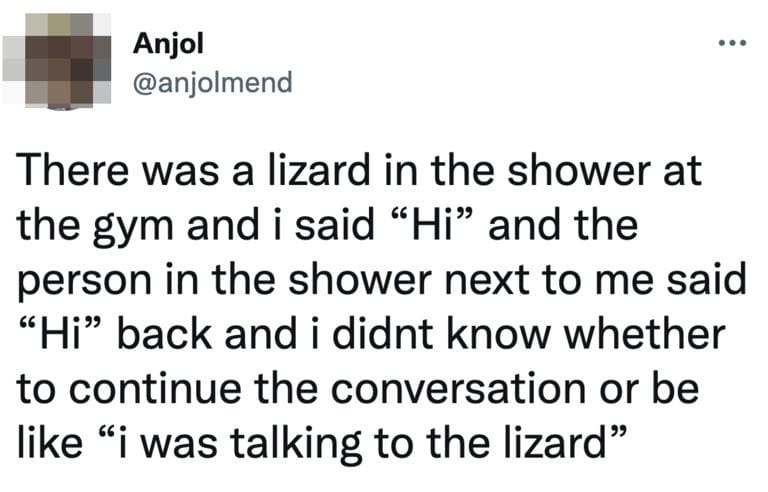 Anjol
@anjolmend
There was a lizard in the shower at
the gym and i said “Hi” and the
person in the shower next to me said
“Hi” back and i didnt know whether
to continue the conversation or be
like “i was talking to the lizard”